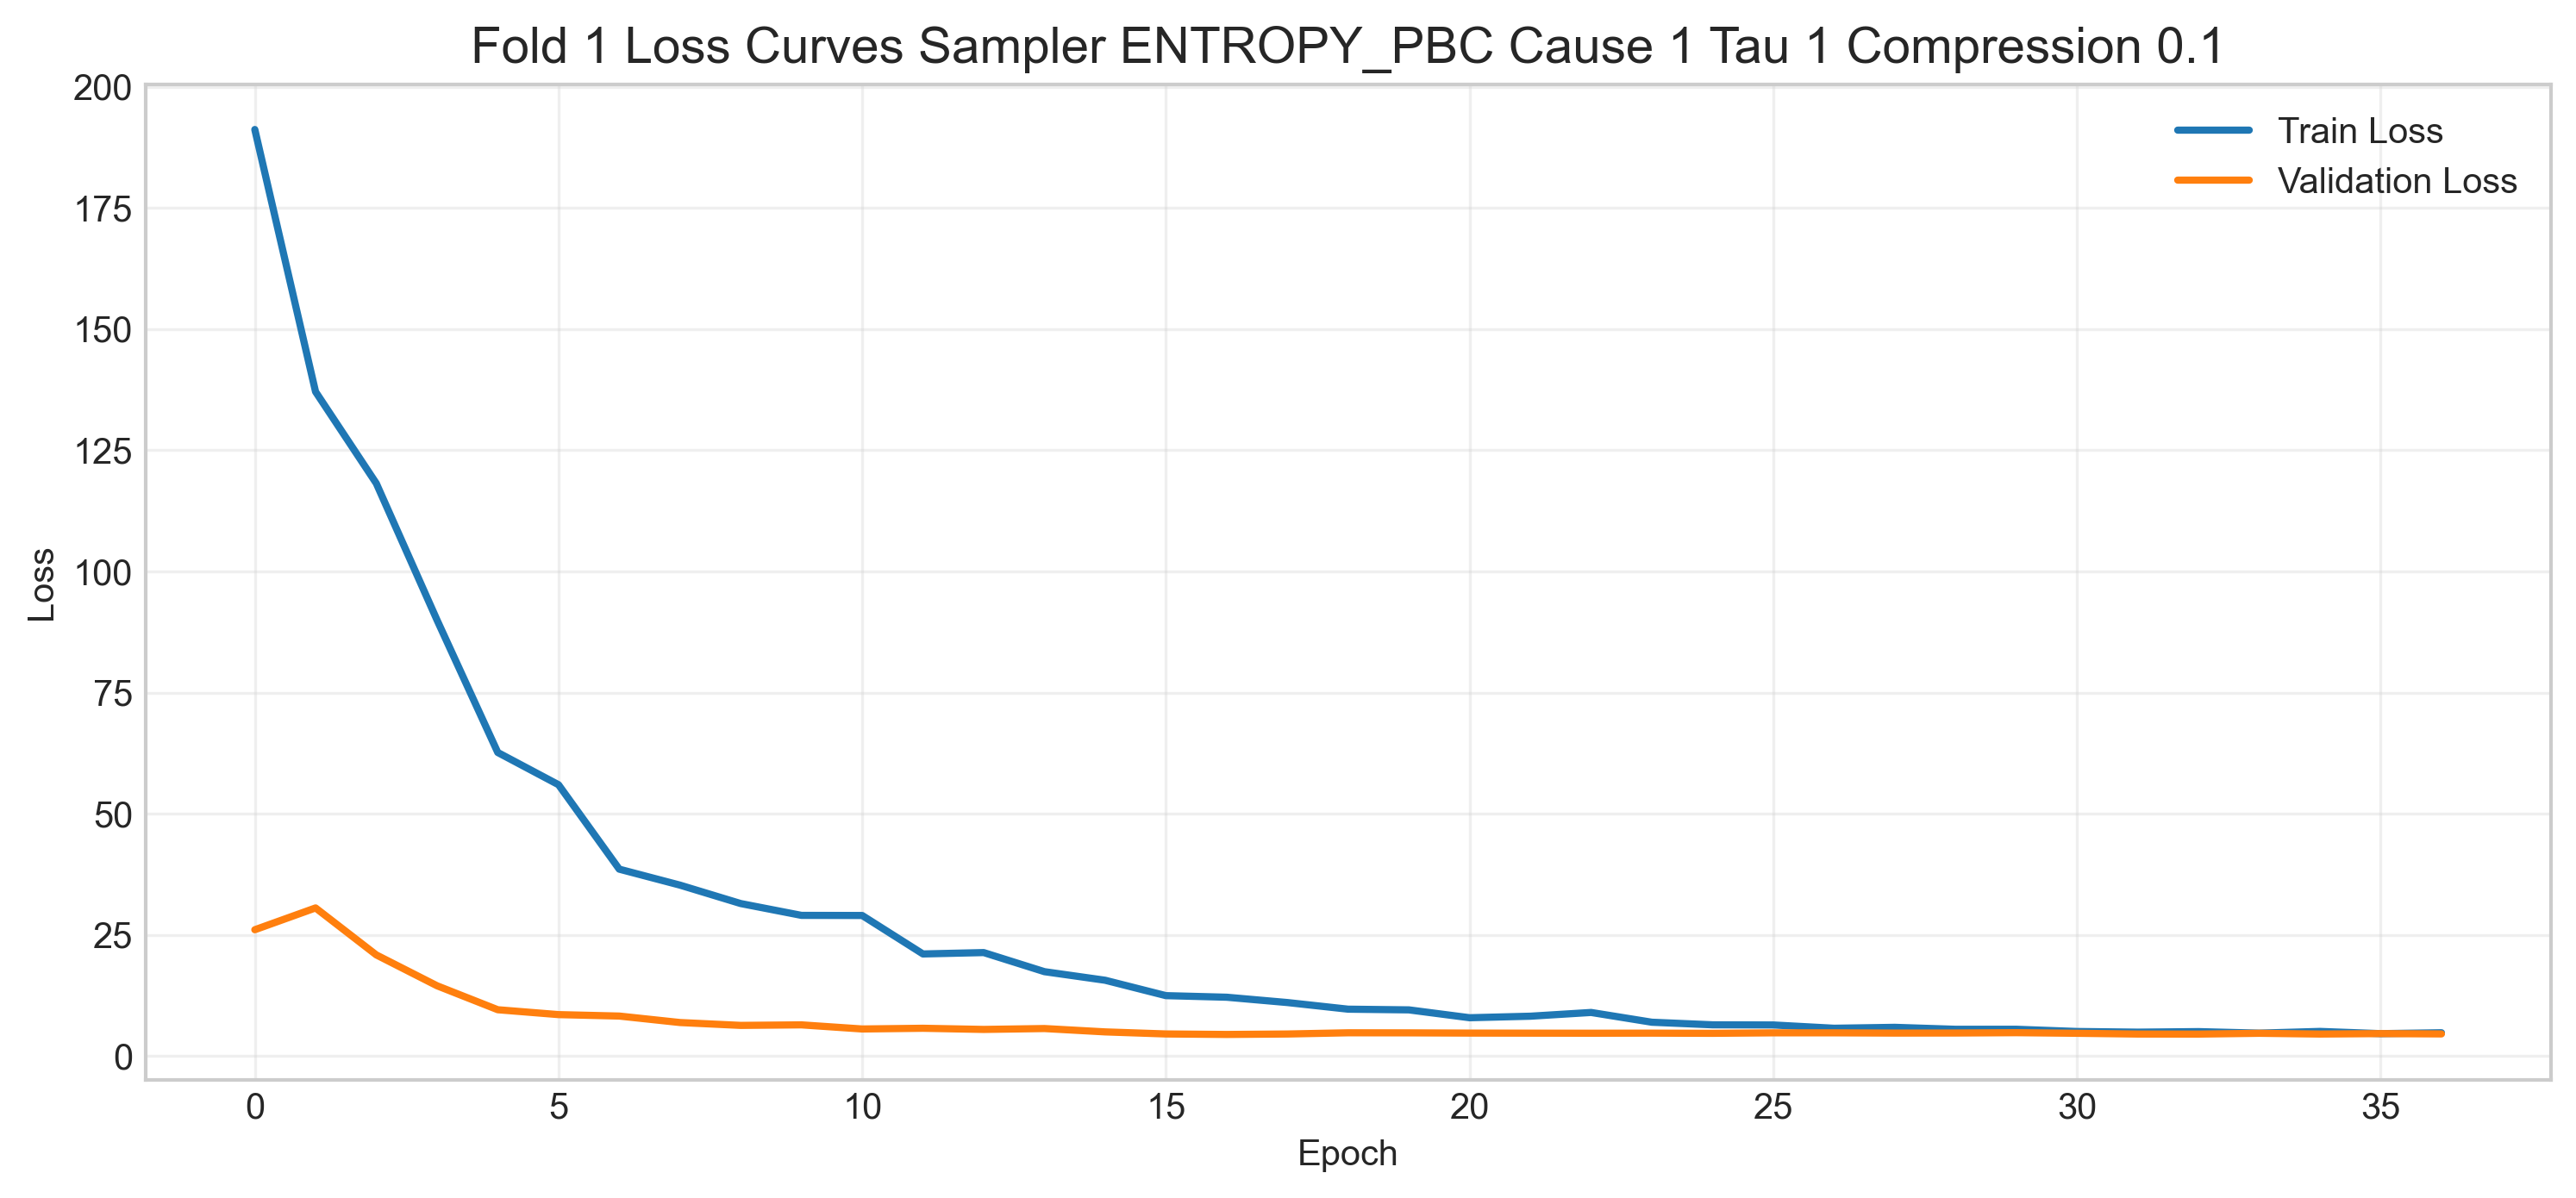 Fold 1 Loss Curves Sampler ENTROPY_PBC Cause 1 Tau 1 Compression 0.1
200
175
150
125
100
75
50
25
0
Loss
Train Loss
Validation Loss
0 5 10 15 20 25 30 35
Epoch